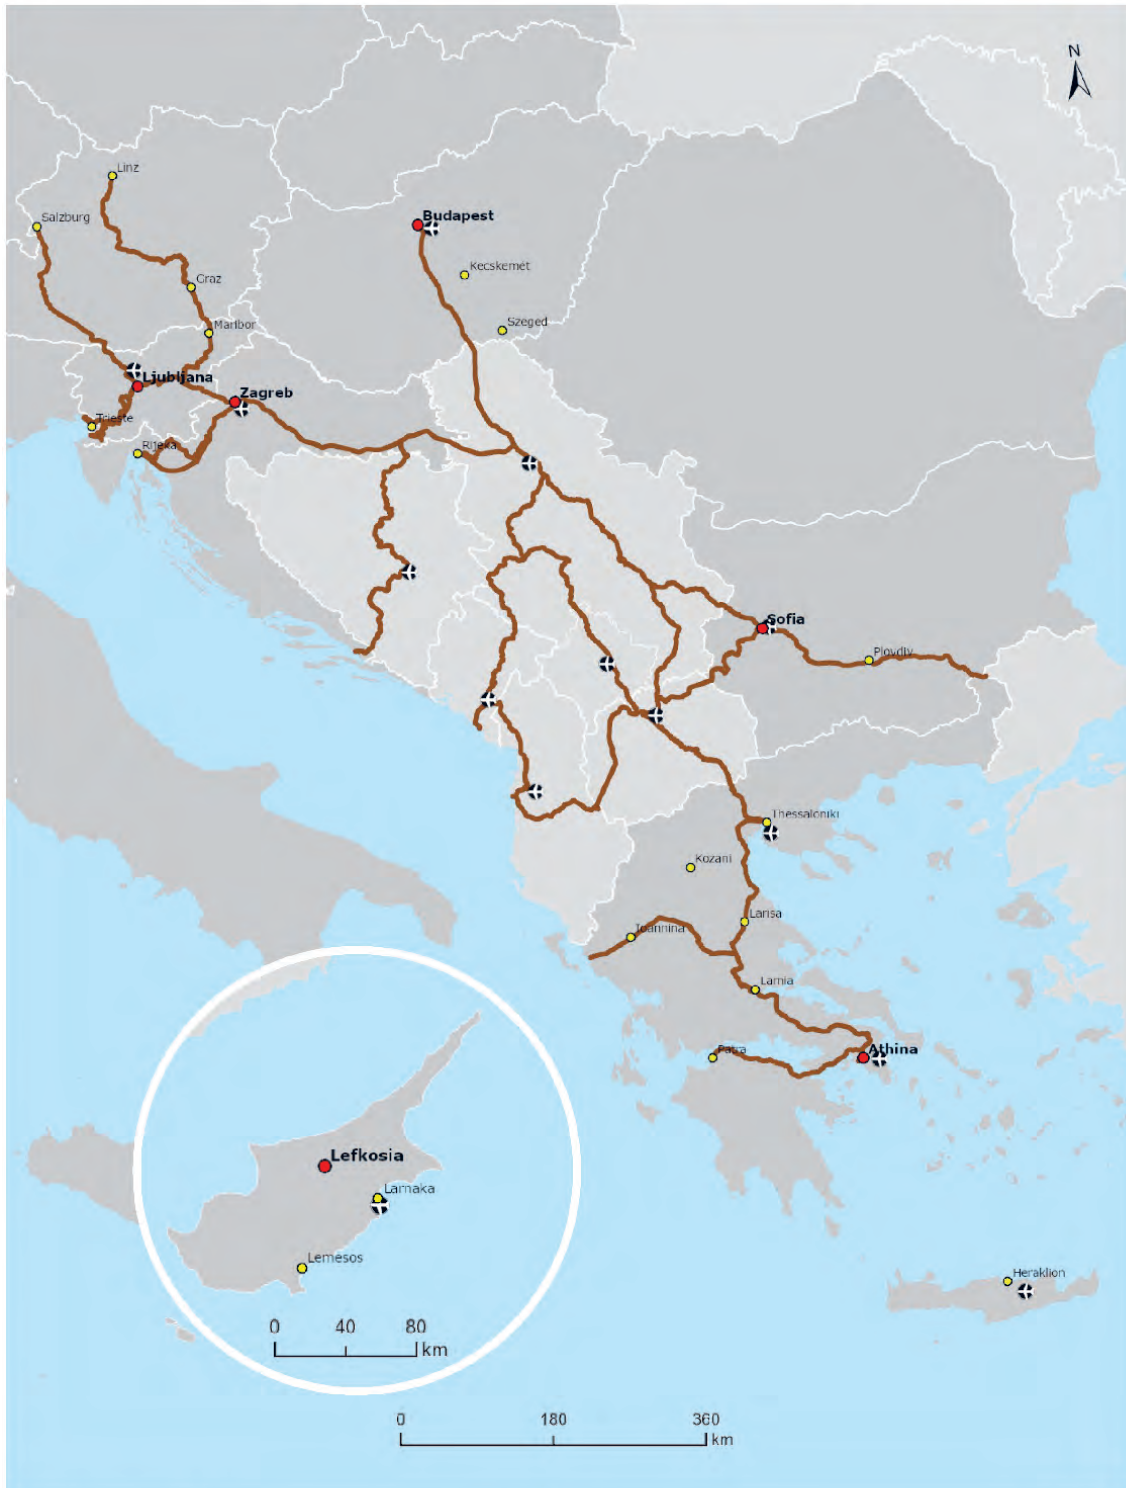 N
Linz
Salzburg
Budapest
Kecskemét
Graz
Szeged
Maribor
Ljubljana
Zagreb
Trieste
Rijeka
Sofia
Plovdiv
Thessaloniki
Kozani
Larisa
Ioannina
Lamia
Patra
Athina
Lefkosia
Larnaka
Lemesos
Heraklion
0 40 80
km
0 180 360
km